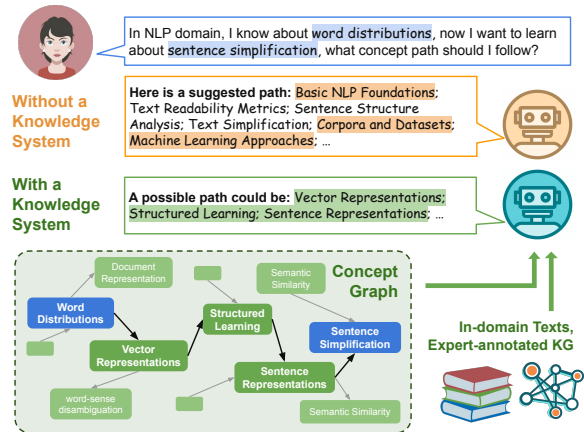 In NLP domain, I know about word distributions, now I want to learn
about sentence simplification, what concept path should I follow?
Without a
Knowledge
System
Here is a suggested path: Basic NLP Foundations;
Text Readability Metrics; Sentence Structure
Analysis; Text Simplification; Corpora and Datasets;
Machine Learning Approaches; …
With a
Knowledge
System
A possible path could be: Vector Representations;
Structured Learning; Sentence Representations; …
Concept
Graph
Document
Representation
Semantic
Similarity
Word
Distributions
Structured
Learning
Sentence
Simplification
Vector
Representations
Sentence
Representations
word-sense
disambiguation
Semantic Similarity
In-domain Texts,
Expert-annotated KG